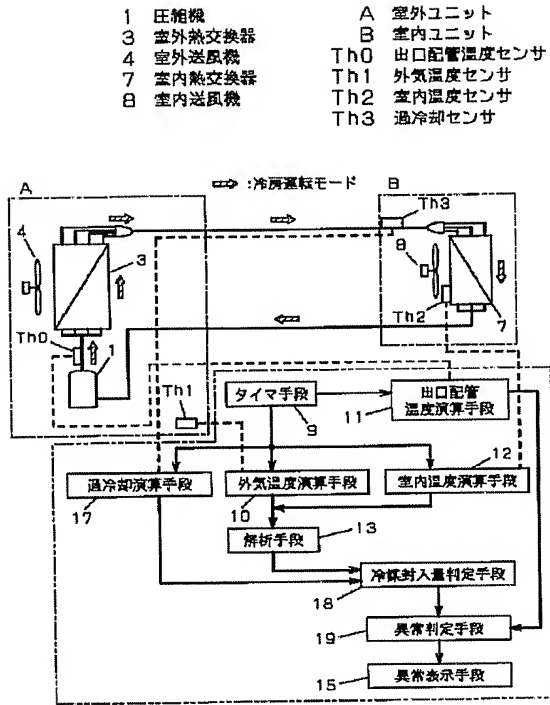 1 圧縮機
3 室外熱交換器
4 室外送風機
7 室内熱交換器
8 室内送風機
A 室外ユニット
B 室内ユニット
Th0 出口配管温度センサ
Th1 外気温度センサ
Th2 室内温度センサ
Th3 過冷却センサ
:冷房運転モード
A
B
Th3
4
3
8
Th2
7
Th0
1
Th1
タイマ手段
9
出口配管
温度演算手段
11
過冷却演算手段
17
外気温度演算手段
10
室内温度演算手段
12
解析手段
13
冷媒封入量判定手段
18
異常判定手段
19
異常表示手段
15